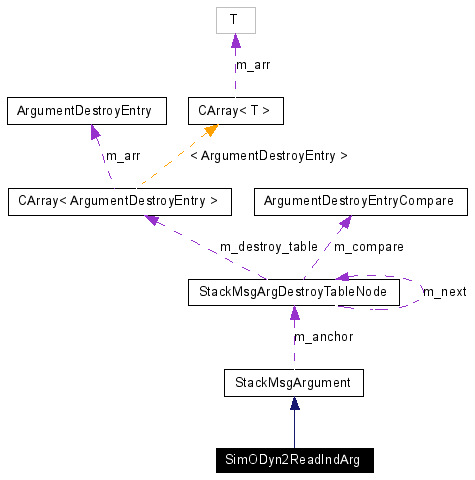 T
m_arr
ArgumentDestroyEntry
CArray< T >
m_arr
< ArgumentDestroyEntry >
CArray< ArgumentDestroyEntry >
ArgumentDestroyEntryCompare
m_destroy_table
m_compare
StackMsgArgDestroyTableNode
m_next
m_anchor
StackMsgArgument
SimODyn2ReadIndArg